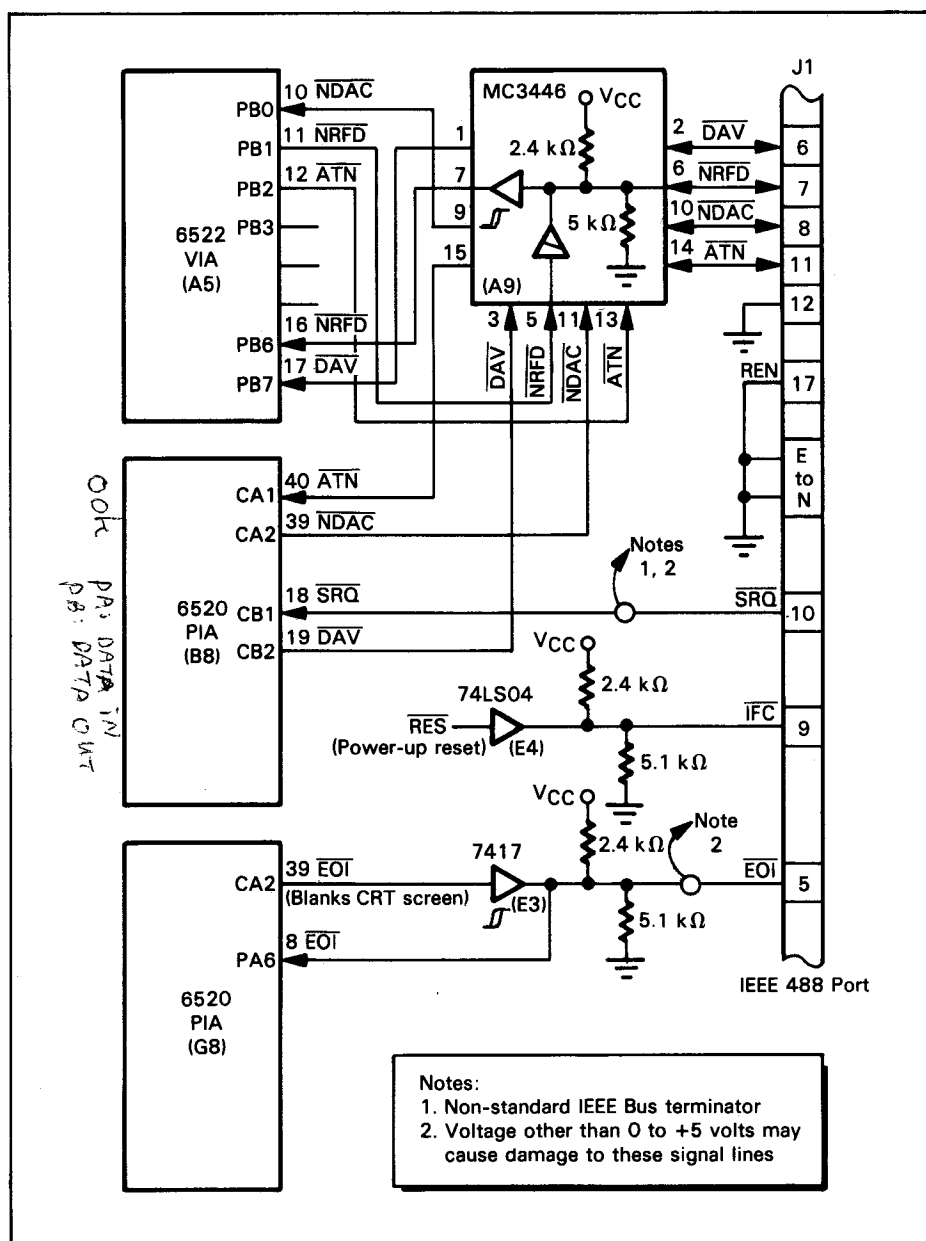 J1
MC3446
VCC
2.4 kΩ
5 kΩ
(A9)
1
7
9
15
3
5
11
13
DAV
NRFD
NDAC
ATN
2 DAV
6 NRFD
10 NDAC
14 ATN
6
7
8
11
12
REN
17
E
to
N
10 NDAC
PB0
11 NRFD
PB1
12 ATN
PB2
PB3
6522
VIA
(A5)
16 NRFD
PB6
17 DAV
PB7
40 ATN
CA1
39 NDAC
CA2
18 SRQ
CB1
19 DAV
CB2
6520
PIA
(B8)
PA: DATA IN
PB: DATA OUT
Notes
1, 2
SRQ
10
VCC
2.4 kΩ
74LS04
RES
(Power-up reset)
(E4)
5.1 kΩ
IFC
9
VCC
2.4 kΩ
Note
2
EOI
5
39 EOI
CA2
(Blanks CRT screen)
7417
(E3)
5.1 kΩ
8 EOI
PA6
6520
PIA
(G8)
IEEE 488 Port
Notes:
1. Non-standard IEEE Bus terminator
2. Voltage other than 0 to +5 volts may
cause damage to these signal lines